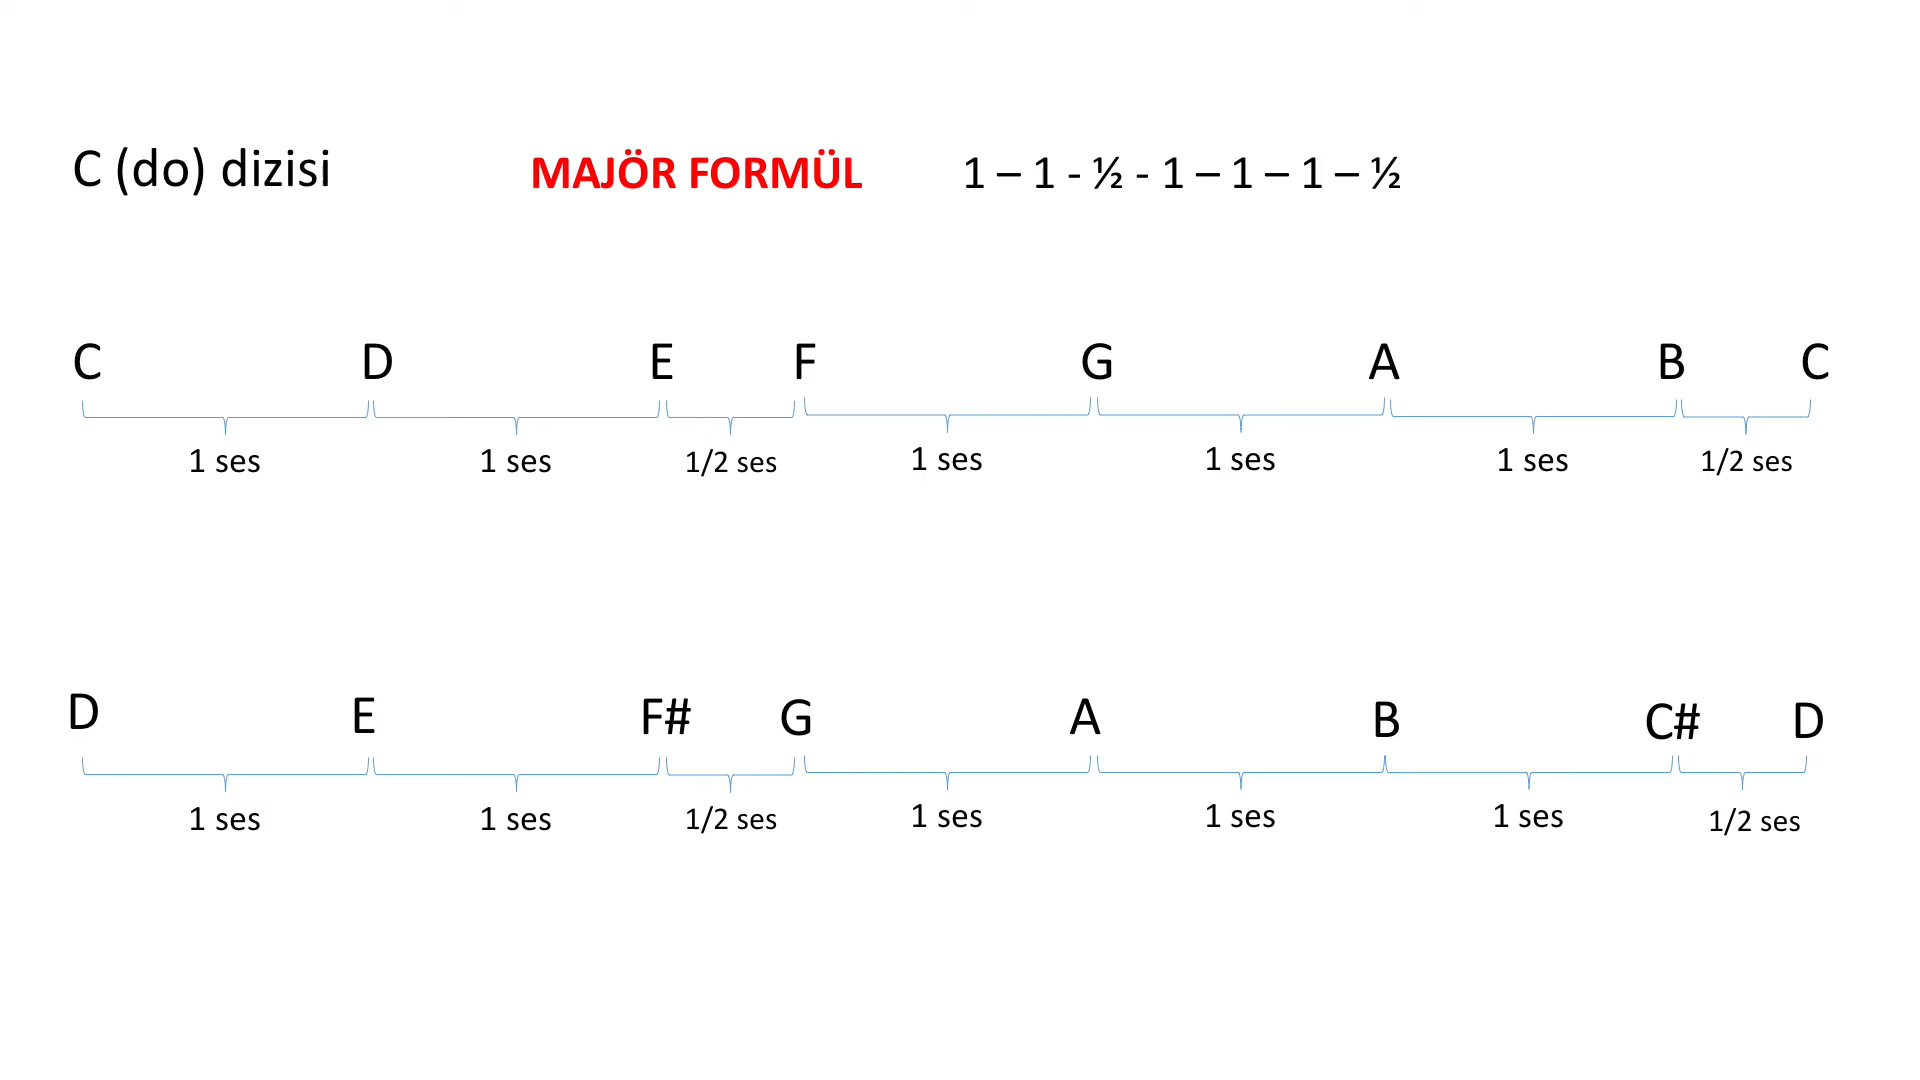 C (do) dizisi MAJÖR FORMÜL 1 – 1 - ½ - 1 – 1 – 1 – ½
C D E F G A B C
1 ses 1 ses 1/2 ses 1 ses 1 ses 1 ses 1/2 ses
D E F# G A B C# D
1 ses 1 ses 1/2 ses 1 ses 1 ses 1 ses 1/2 ses